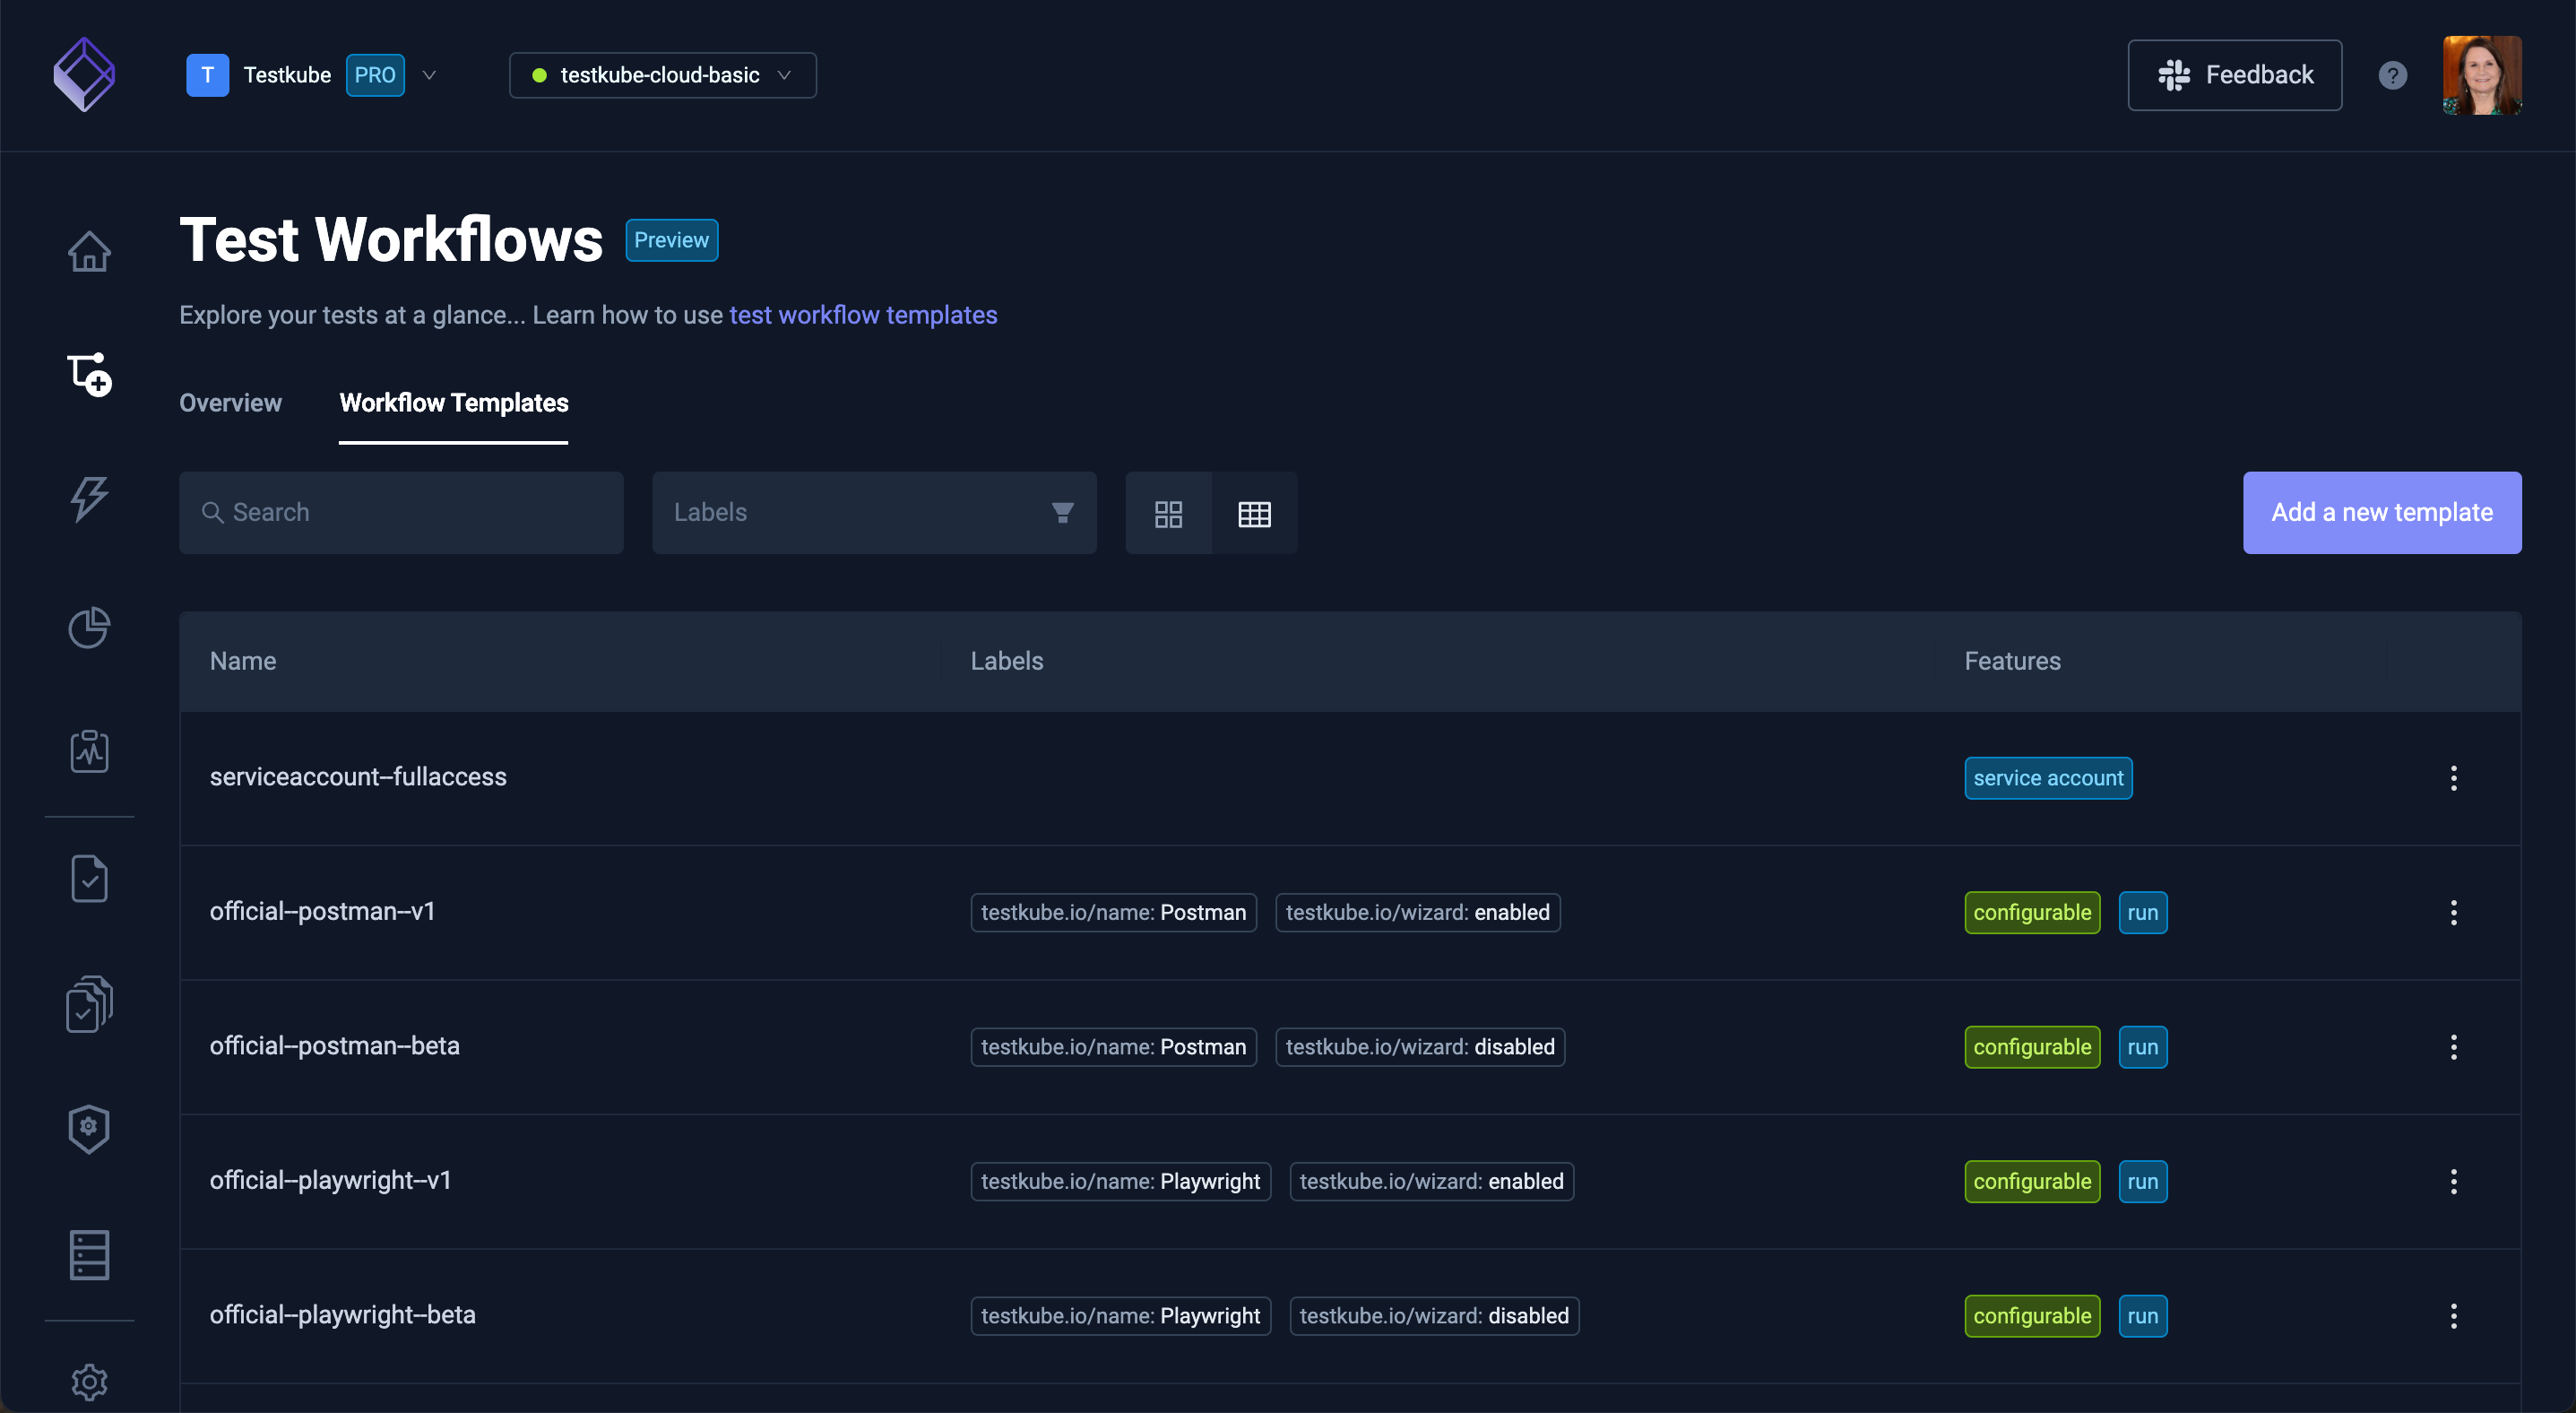 T Testkube PRO testkube-cloud-basic Feedback ?
Test Workflows Preview
Explore your tests at a glance... Learn how to use test workflow templates
Overview Workflow Templates
Search Labels Add a new template
Name Labels Features
serviceaccount--fullaccess service account
official--postman--v1 testkube.io/name: Postman testkube.io/wizard: enabled configurable run
official--postman--beta testkube.io/name: Postman testkube.io/wizard: disabled configurable run
official--playwright--v1 testkube.io/name: Playwright testkube.io/wizard: enabled configurable run
official--playwright--beta testkube.io/name: Playwright testkube.io/wizard: disabled configurable run